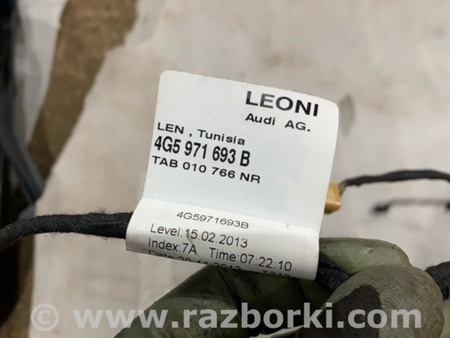 LEONI
Audi AG.
LEN , Tunisia
4G5 971 693 B
TAB 010 766 NR
4G5971693B
Level:15.02.2013
Index:7A Time:07:22:10
www.razborki.com